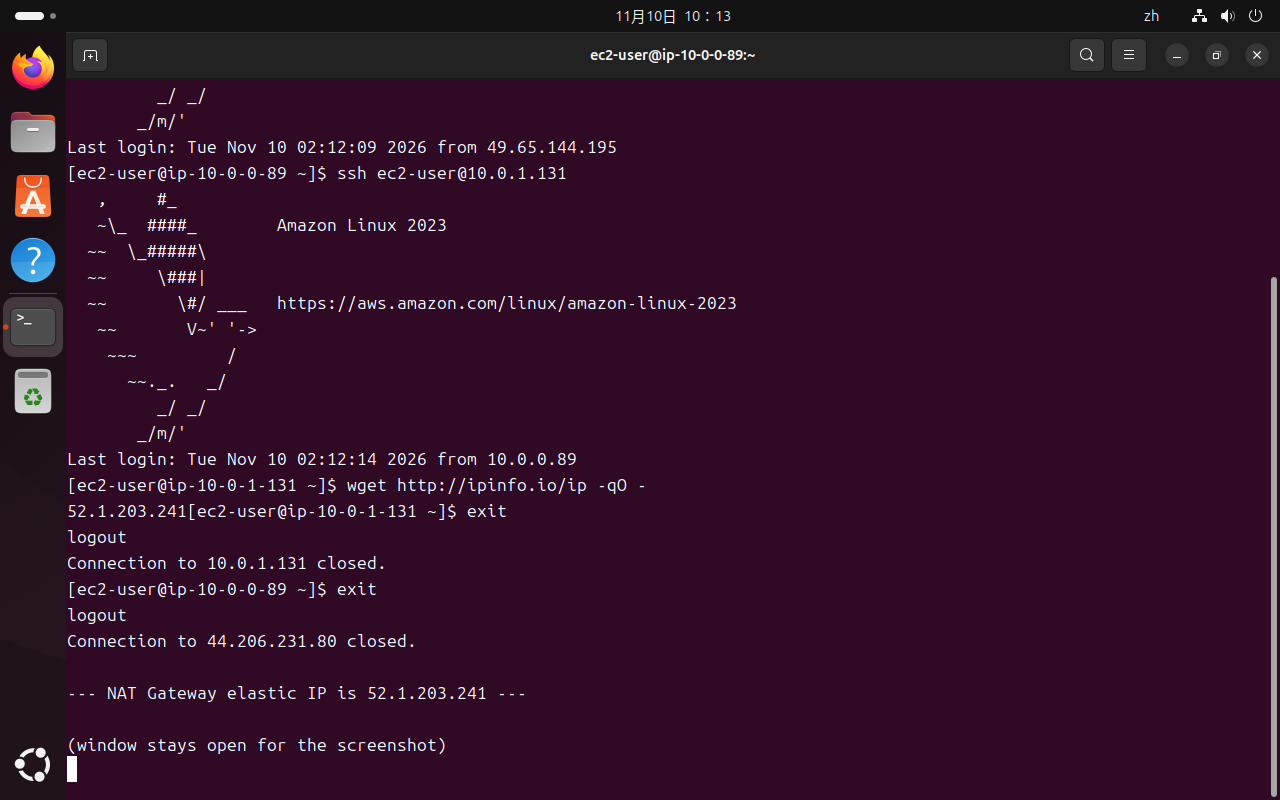 11月10日 10：13
zh
ec2-user@ip-10-0-0-89:~
         _/ _/
       _/m/'
Last login: Tue Nov 10 02:12:09 2026 from 49.65.144.195
[ec2-user@ip-10-0-0-89 ~]$ ssh ec2-user@10.0.1.131
   ,     #_
   ~\_  ####_        Amazon Linux 2023
  ~~  \_#####\
  ~~     \###|
  ~~       \#/ ___   https://aws.amazon.com/linux/amazon-linux-2023
   ~~       V~' '->
    ~~~         /
      ~~._.   _/
         _/ _/
       _/m/'
Last login: Tue Nov 10 02:12:14 2026 from 10.0.0.89
[ec2-user@ip-10-0-1-131 ~]$ wget http://ipinfo.io/ip -qO -
52.1.203.241[ec2-user@ip-10-0-1-131 ~]$ exit
logout
Connection to 10.0.1.131 closed.
[ec2-user@ip-10-0-0-89 ~]$ exit
logout
Connection to 44.206.231.80 closed.
--- NAT Gateway elastic IP is 52.1.203.241 ---
(window stays open for the screenshot)